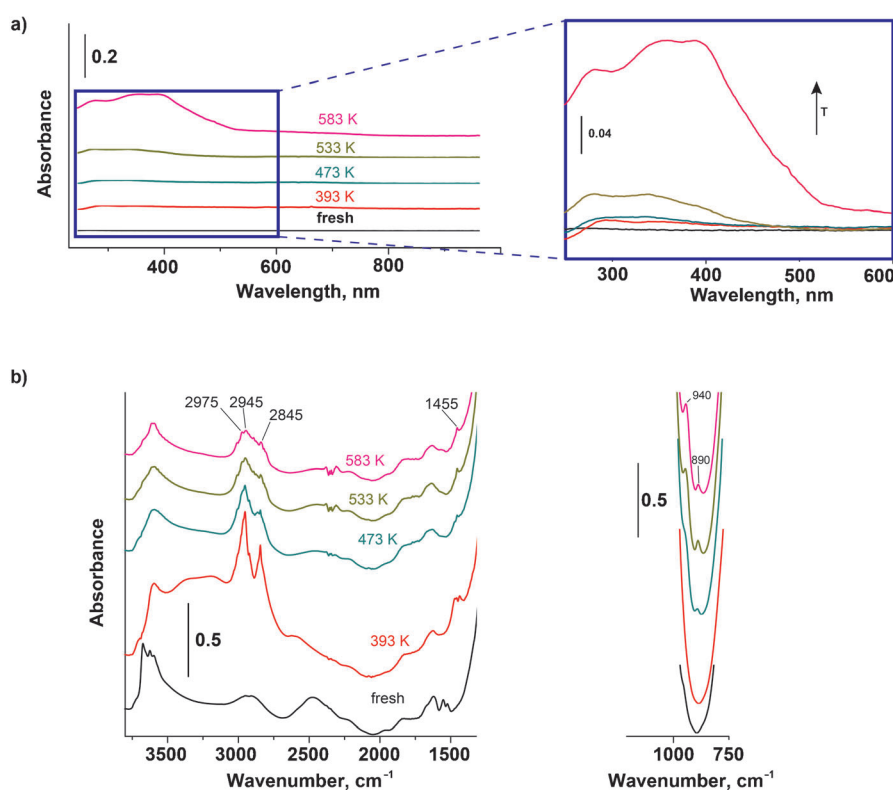 a)
0.2
Absorbance
583 K
533 K
473 K
393 K
fresh
400 600 800
Wavelength, nm
0.04
T
300 400 500 600
Wavelength, nm
b)
2975 2945 2845 1455
583 K
533 K
473 K
393 K
fresh
0.5
Absorbance
3500 3000 2500 2000 1500
Wavenumber, cm⁻¹
940
890
0.5
1000 750
Wavenumber, cm⁻¹